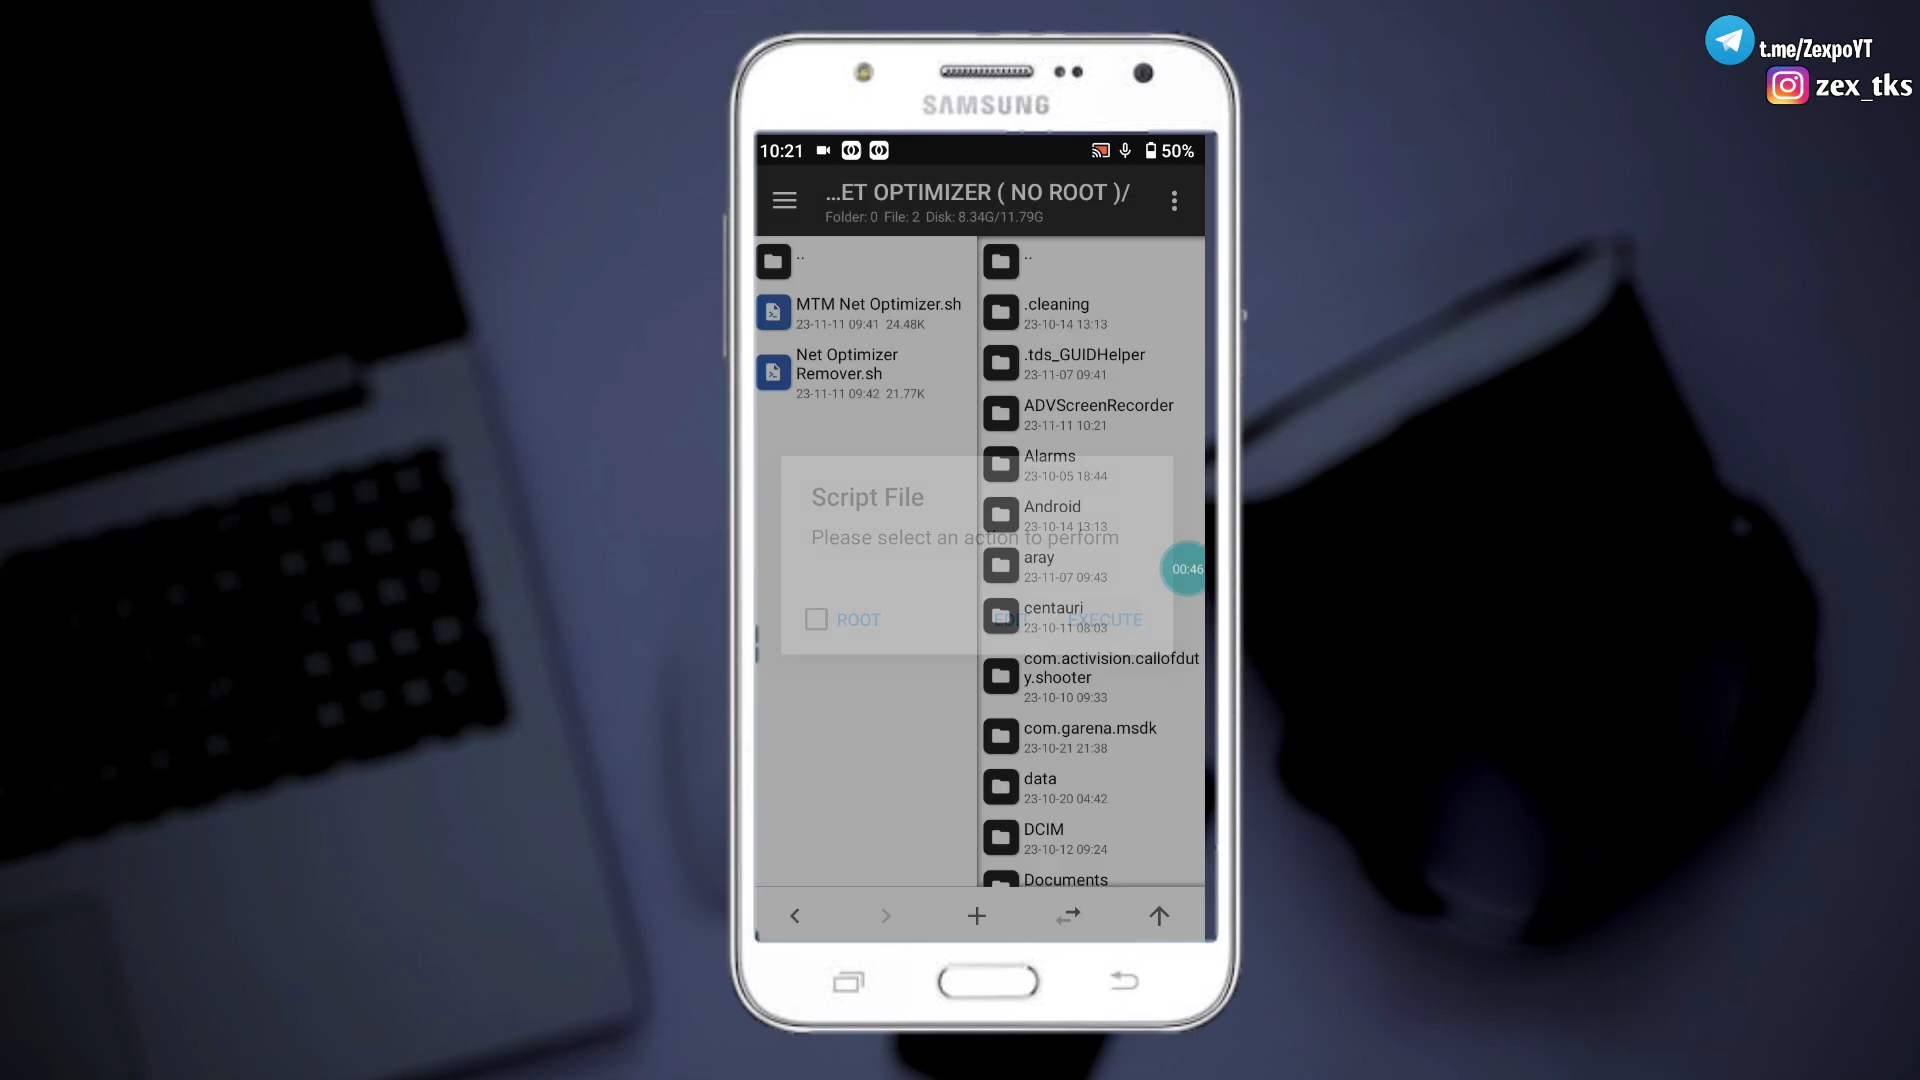 t.me/ZexpoYT
zex_tks
SAMSUNG
10:21
50%
...ET OPTIMIZER ( NO ROOT )/
Folder: 0 File: 2 Disk: 8.34G/11.79G
..
MTM Net Optimizer.sh
23-11-11 09:41 24.48K
Net Optimizer
Remover.sh
23-11-11 09:42 21.77K
..
.cleaning
23-10-14 13:13
.tds_GUIDHelper
23-11-07 09:41
ADVScreenRecorder
23-11-11 10:21
Alarms
23-10-05 18:44
Android
23-10-14 13:13
aray
23-11-07 09:43
centauri
23-10-11 08:03
com.activision.callofdut
y.shooter
23-10-10 09:33
com.garena.msdk
23-10-21 21:38
data
23-10-20 04:42
DCIM
23-10-12 09:24
Documents
Script File
Please select an action to perform
ROOT
EDIT
EXECUTE
00:46